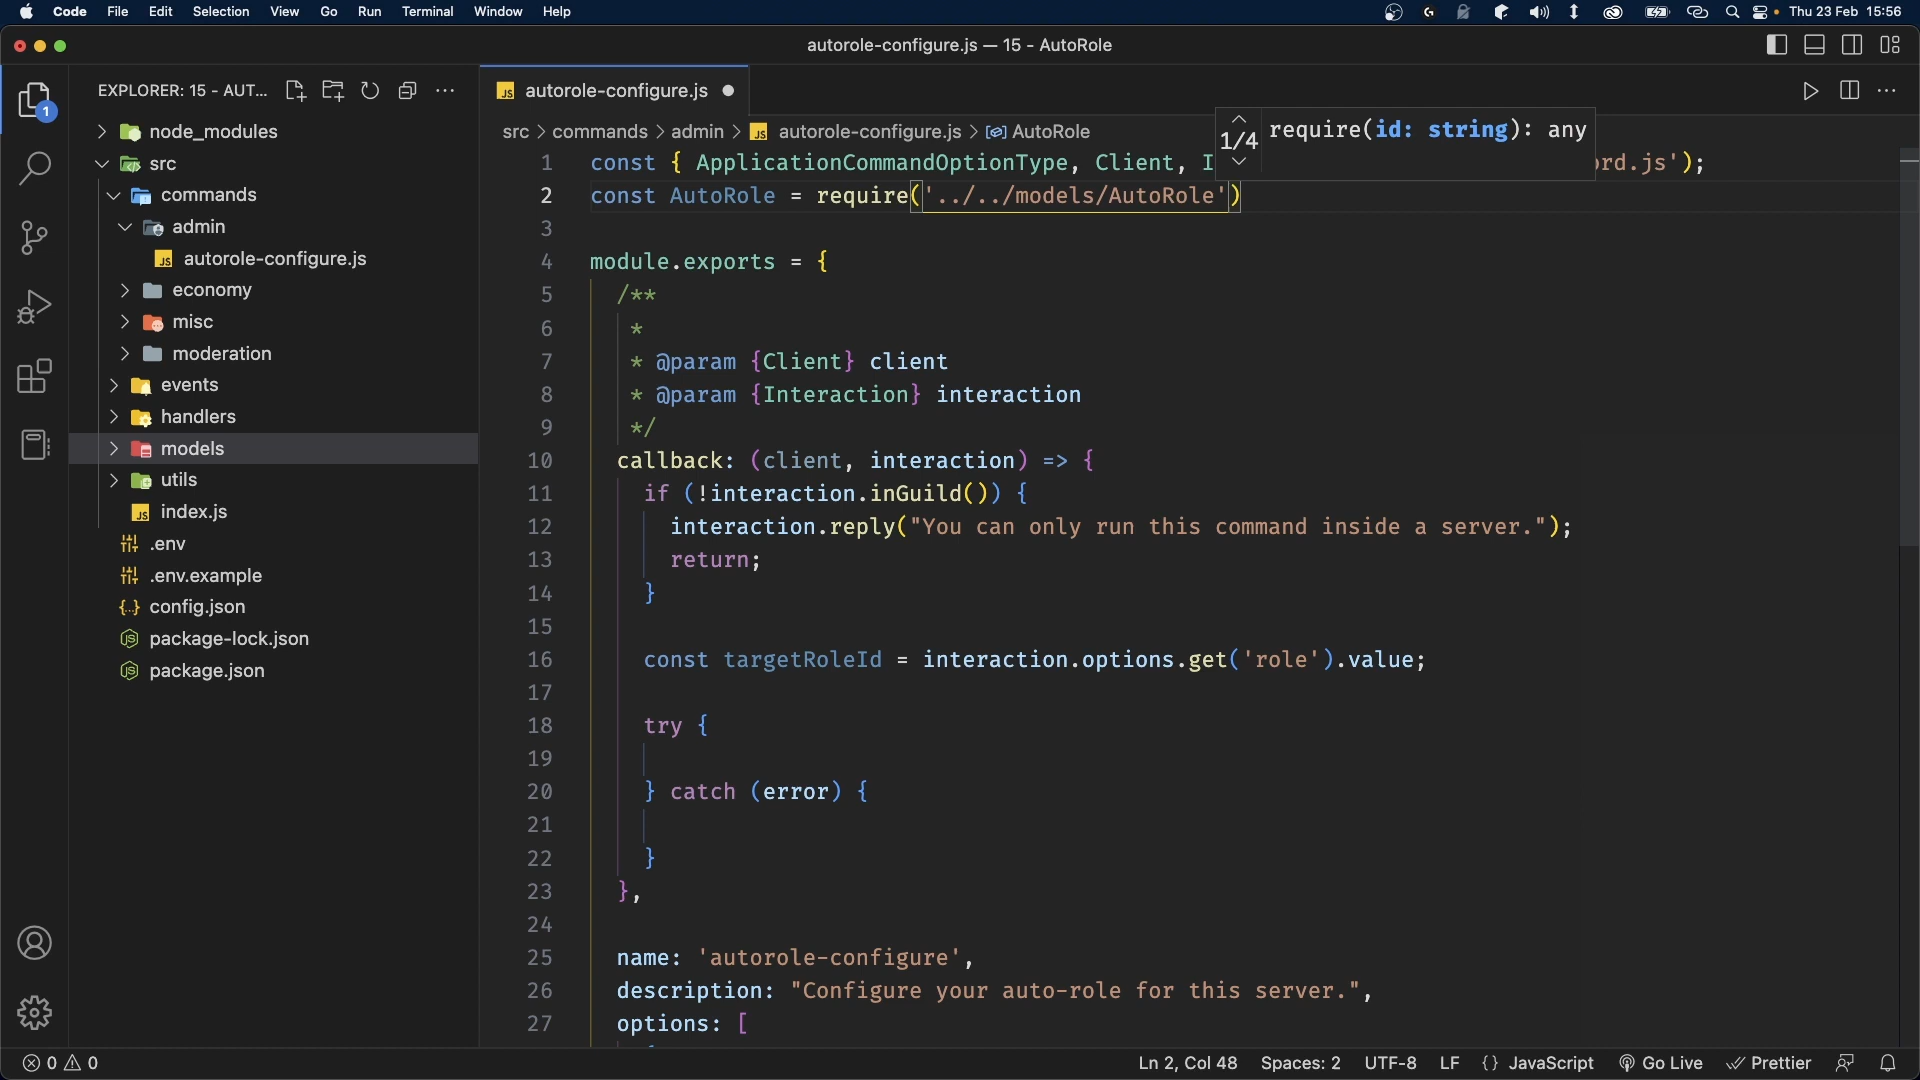 Code File Edit Selection View Go Run Terminal Window Help Thu 23 Feb 15:56
autorole-configure.js — 15 - AutoRole
EXPLORER: 15 - AUT...
1
node_modules
src
commands
admin
autorole-configure.js
economy
misc
moderation
events
handlers
models
utils
index.js
.env
.env.example
config.json
package-lock.json
package.json
autorole-configure.js
src > commands > admin > autorole-configure.js > AutoRole
1/4 require(id: string): any
1 const { ApplicationCommandOptionType, Client, I rd.js');
2 const AutoRole = require('../../models/AutoRole')
3
4 module.exports = {
5 /**
6 *
7 * @param {Client} client
8 * @param {Interaction} interaction
9 */
10 callback: (client, interaction) => {
11 if (!interaction.inGuild()) {
12 interaction.reply("You can only run this command inside a server.");
13 return;
14 }
15
16 const targetRoleId = interaction.options.get('role').value;
17
18 try {
19
20 } catch (error) {
21
22 }
23 },
24
25 name: 'autorole-configure',
26 description: "Configure your auto-role for this server.",
27 options: [
0 0 Ln 2, Col 48 Spaces: 2 UTF-8 LF {} JavaScript Go Live Prettier